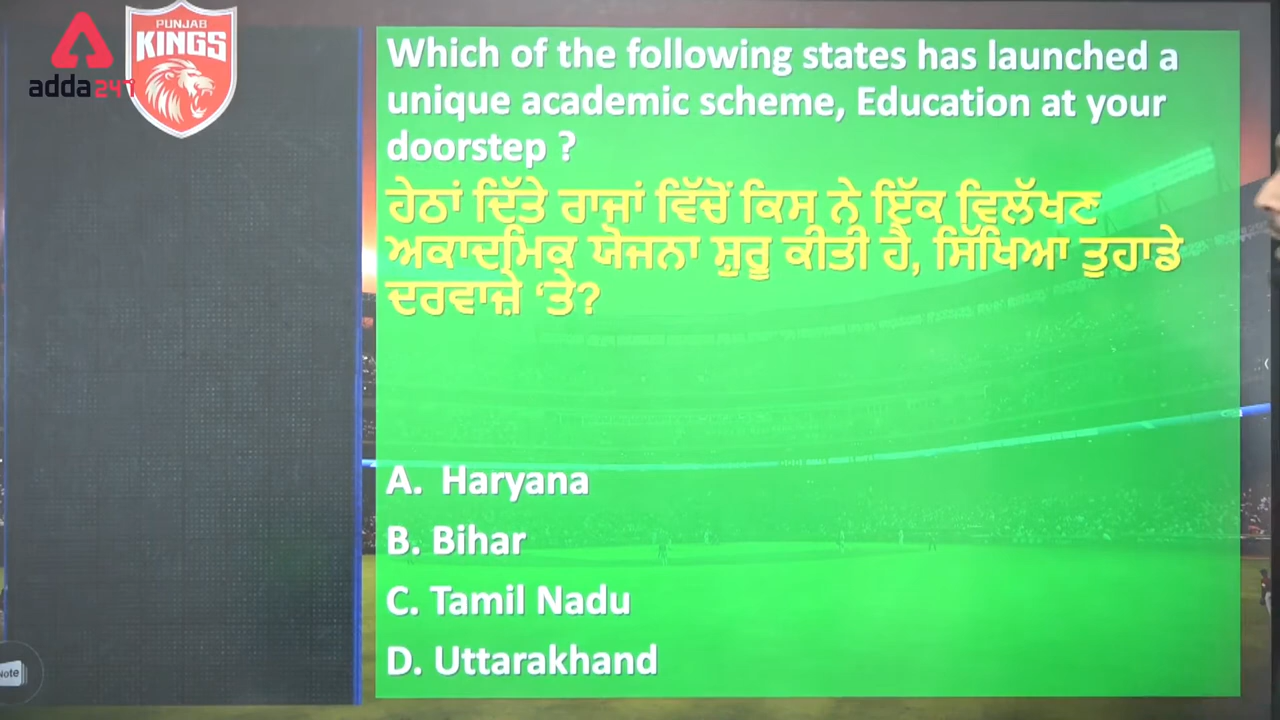 adda247
PUNJAB
KINGS
Which of the following states has launched a
unique academic scheme, Education at your
doorstep ?
ਹੇਠਾਂ ਦਿੱਤੇ ਰਾਜਾਂ ਵਿੱਚੋਂ ਕਿਸ ਨੇ ਇੱਕ ਵਿਲੱਖਣ
ਅਕਾਦਮਿਕ ਯੋਜਨਾ ਸ਼ੁਰੂ ਕੀਤੀ ਹੈ, ਸਿੱਖਿਆ ਤੁਹਾਡੇ
ਦਰਵਾਜ਼ੇ ‘ਤੇ?
A. Haryana
B. Bihar
C. Tamil Nadu
D. Uttarakhand
Note